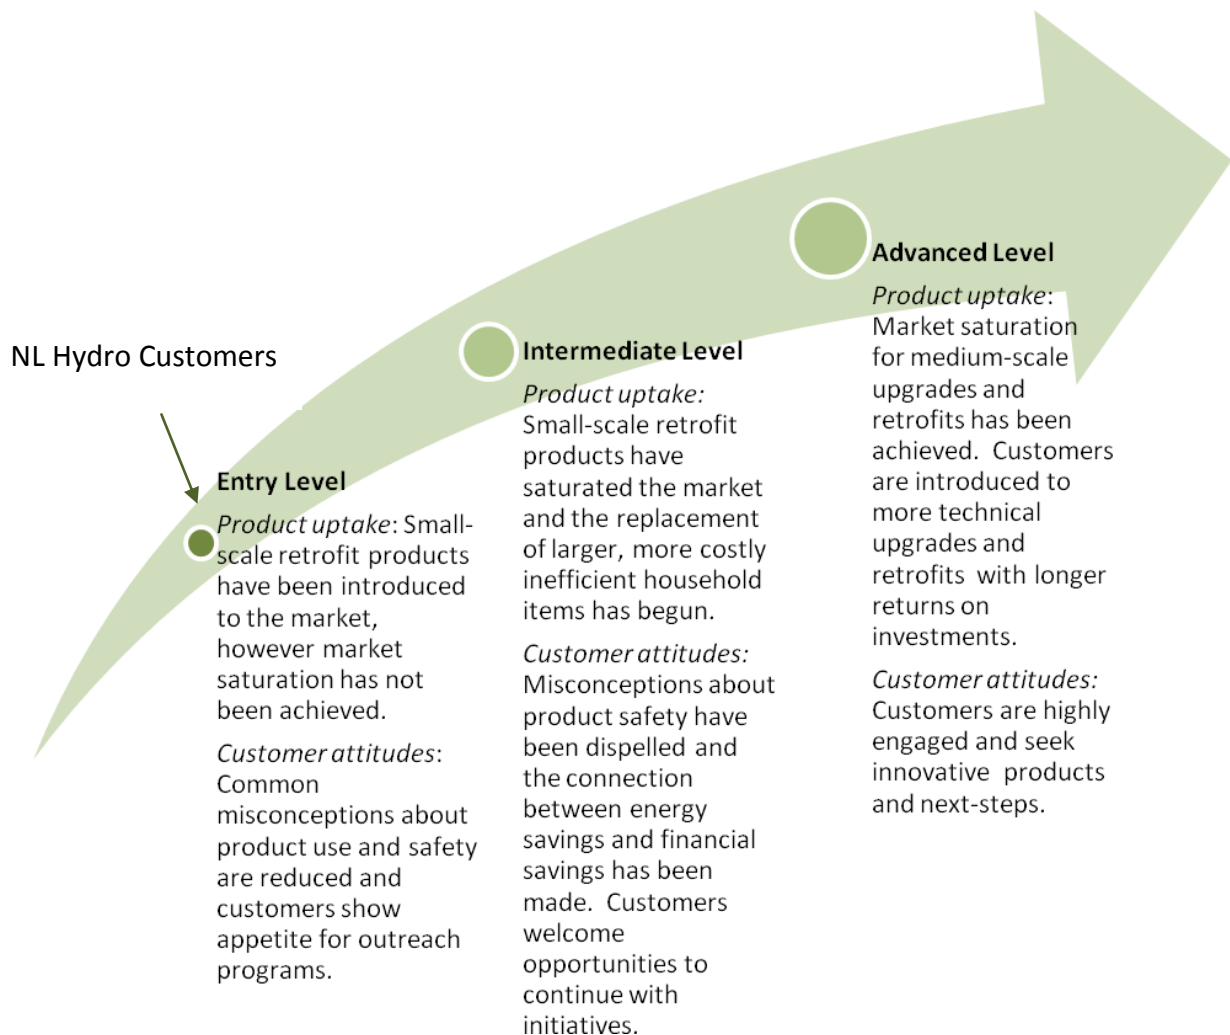 NL Hydro Customers
Entry Level
Product uptake: Small-
scale retrofit products
have been introduced
to the market,
however market
saturation has not
been achieved.
Customer attitudes:
Common
misconceptions about
product use and safety
are reduced and
customers show
appetite for outreach
programs.
Intermediate Level
Product uptake:
Small-scale retrofit
products have
saturated the market
and the replacement
of larger, more costly
inefficient household
items has begun.
Customer attitudes:
Misconceptions about
product safety have
been dispelled and
the connection
between energy
savings and financial
savings has been
made. Customers
welcome
opportunities to
continue with
initiatives.
Advanced Level
Product uptake:
Market saturation
for medium-scale
upgrades and
retrofits has been
achieved. Customers
are introduced to
more technical
upgrades and
retrofits with longer
returns on
investments.
Customer attitudes:
Customers are highly
engaged and seek
innovative products
and next-steps.